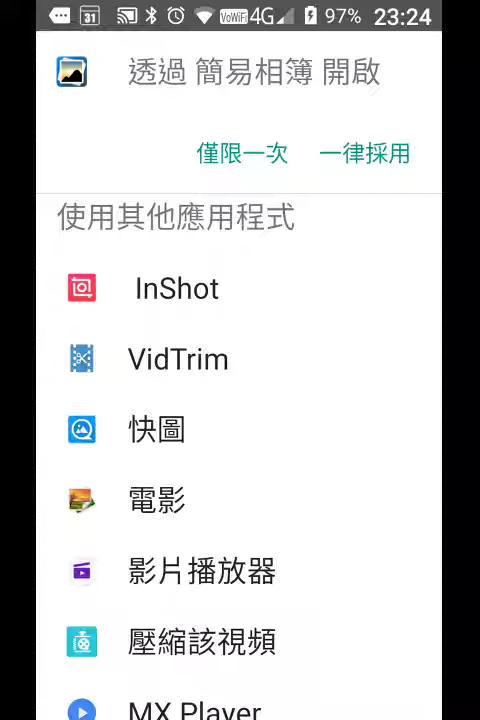 31 VoWiFi 4G 97% 23:24
透過 簡易相簿 開啟
僅限一次 一律採用
使用其他應用程式
InShot
VidTrim
快圖
電影
影片播放器
壓縮該視頻
MX Player